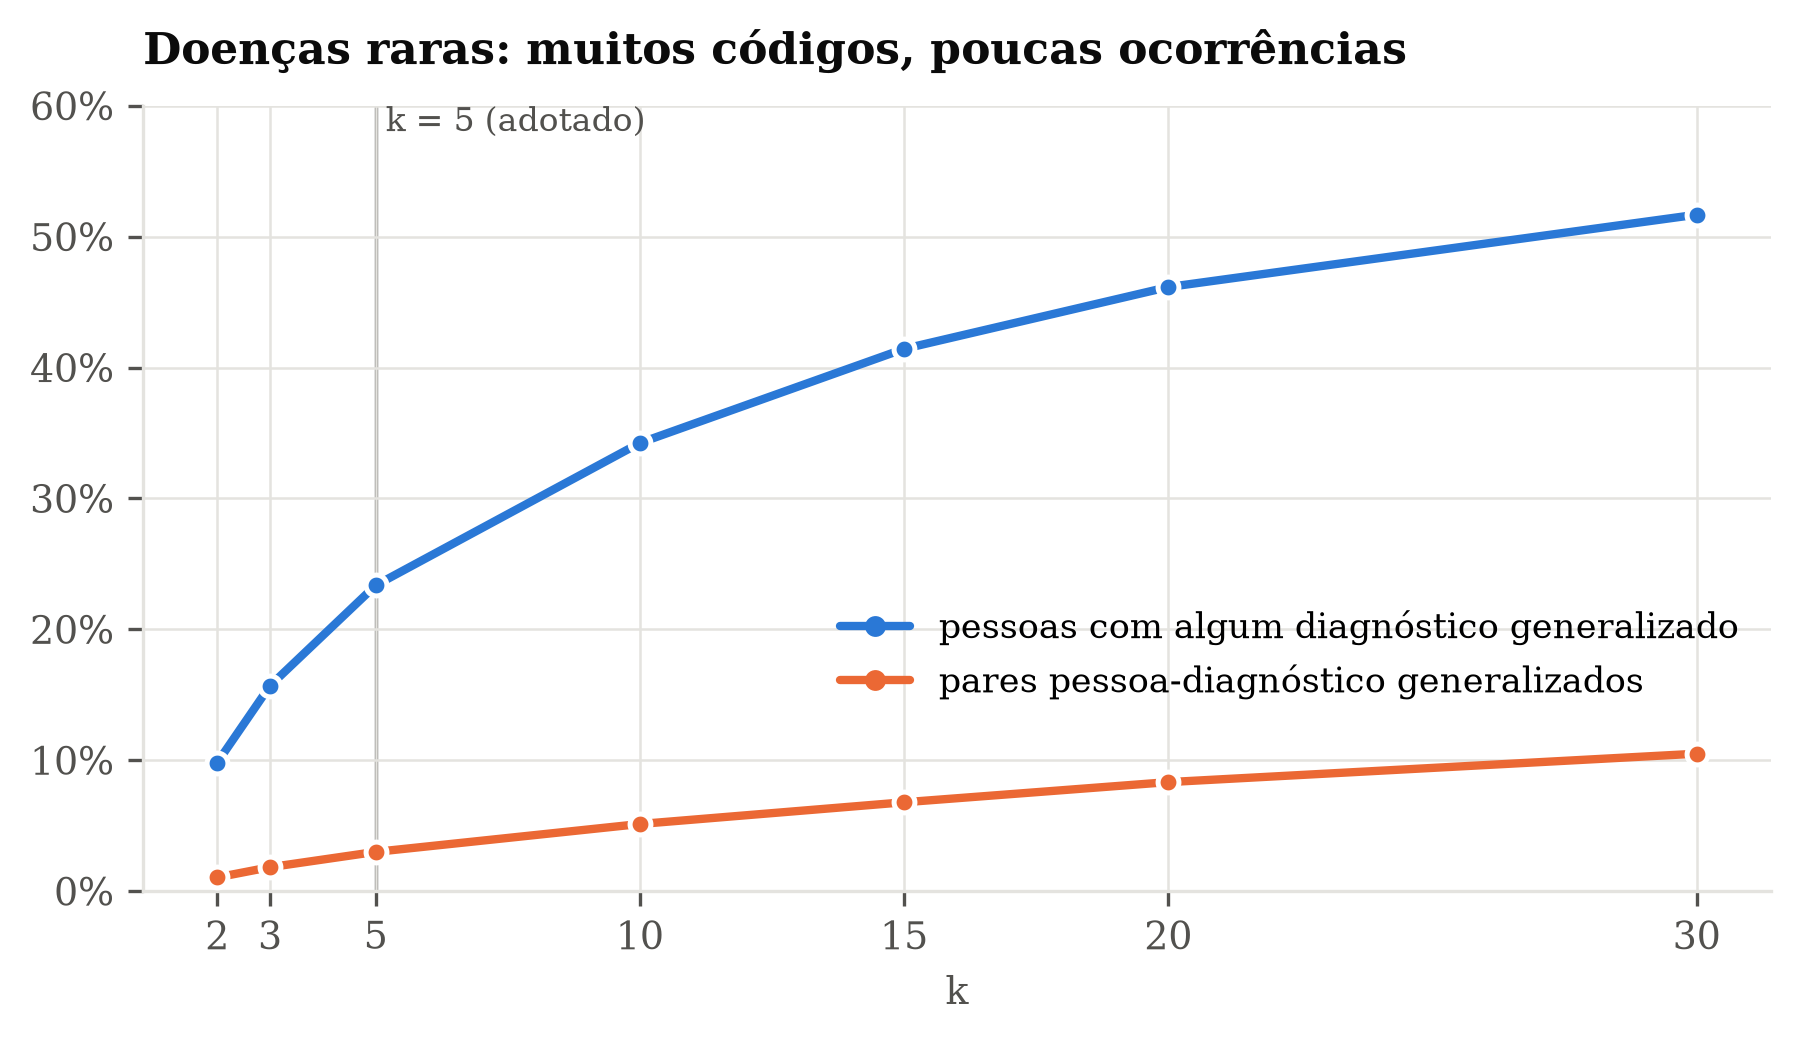 Doenças raras: muitos códigos, poucas ocorrências
60%
k = 5 (adotado)
50%
40%
30%
20%
pessoas com algum diagnóstico generalizado
pares pessoa-diagnóstico generalizados
10%
0%
2 3 5 10 15 20 30
k